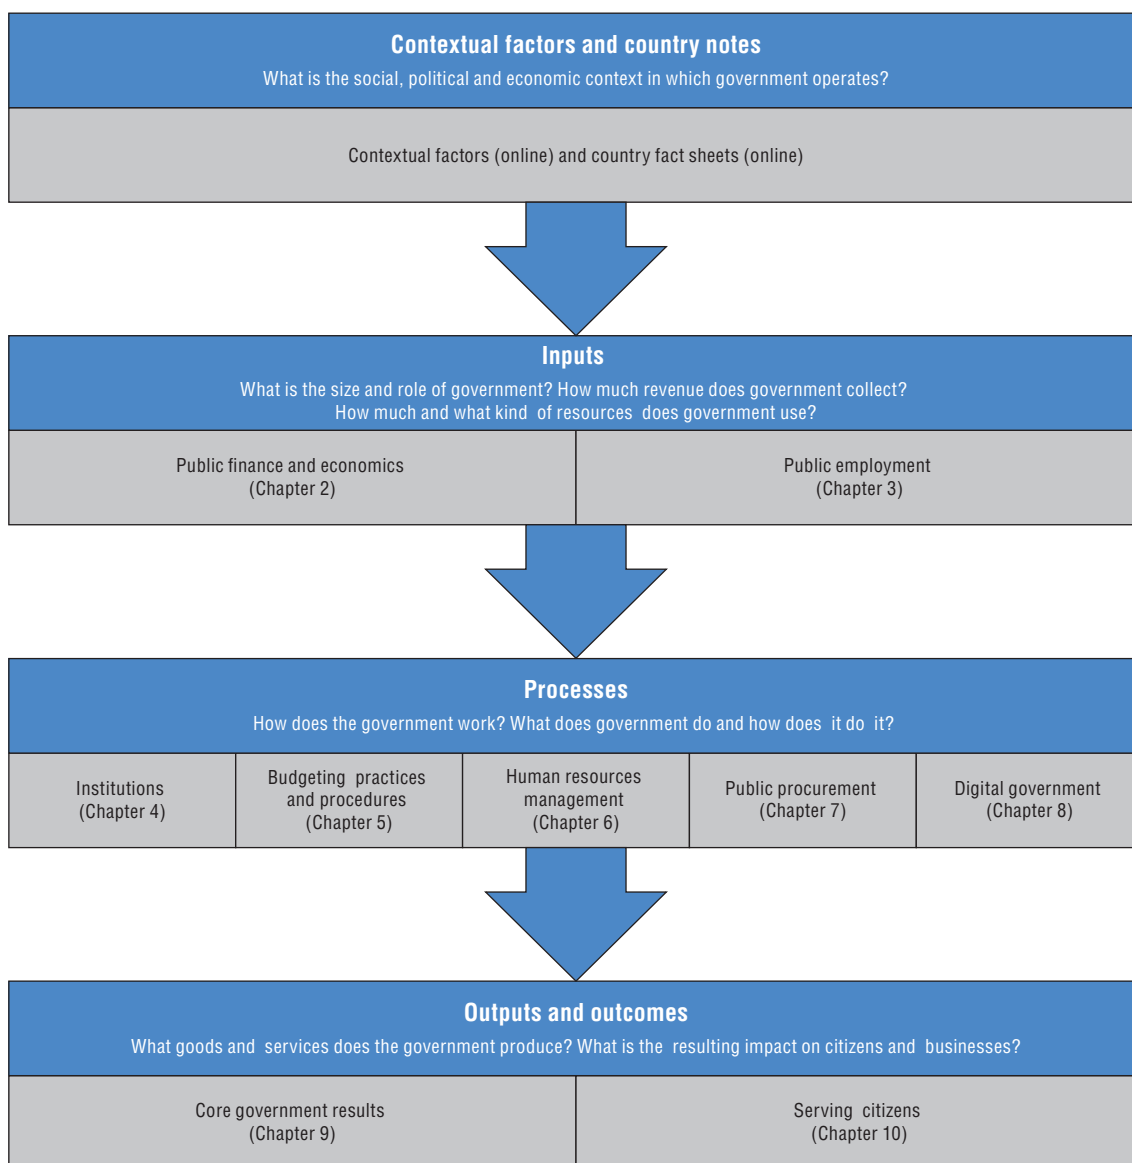 Contextual factors and country notes
What is the social, political and economic context in which government operates?
Contextual factors (online) and country fact sheets (online)
Inputs
What is the size and role of government? How much revenue does government collect?
How much and what kind of resources does government use?
Public finance and economics
(Chapter 2)
Public employment
(Chapter 3)
Processes
How does the government work? What does government do and how does it do it?
Institutions
(Chapter 4)
Budgeting practices
and procedures
(Chapter 5)
Human resources
management
(Chapter 6)
Public procurement
(Chapter 7)
Digital government
(Chapter 8)
Outputs and outcomes
What goods and services does the government produce? What is the resulting impact on citizens and businesses?
Core government results
(Chapter 9)
Serving citizens
(Chapter 10)